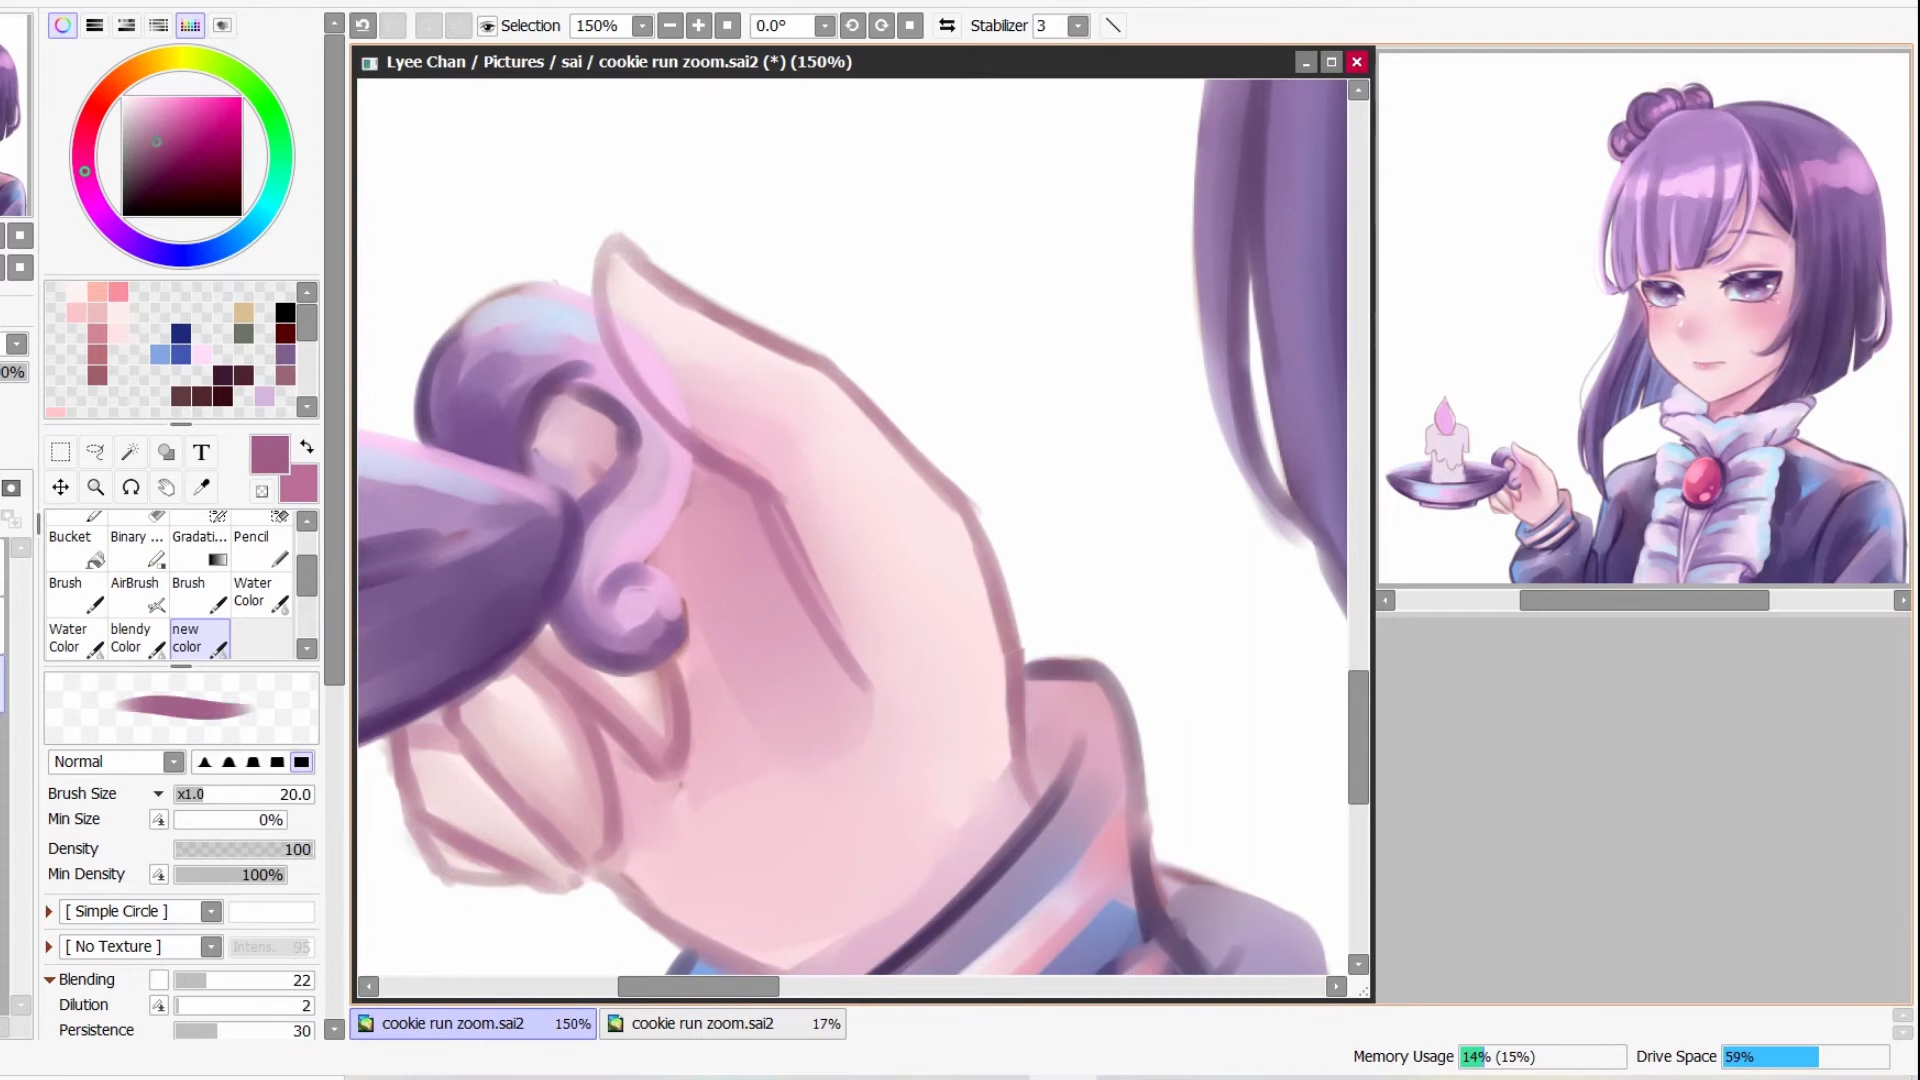 Selection 150% 0.0° Stabilizer 3
Lyee Chan / Pictures / sai / cookie run zoom.sai2 (*) (150%)
0%
T
Bucket Binary ... Gradati... Pencil
Brush AirBrush Brush Water Color
Water Color blendy Color new color
Normal
Brush Size x1.0 20.0
Min Size 0%
Density 100
Min Density 100%
[ Simple Circle ]
[ No Texture ] Intens. 95
Blending 22
Dilution 2
Persistence 30
cookie run zoom.sai2 150% cookie run zoom.sai2 17%
Memory Usage 14% (15%) Drive Space 59%